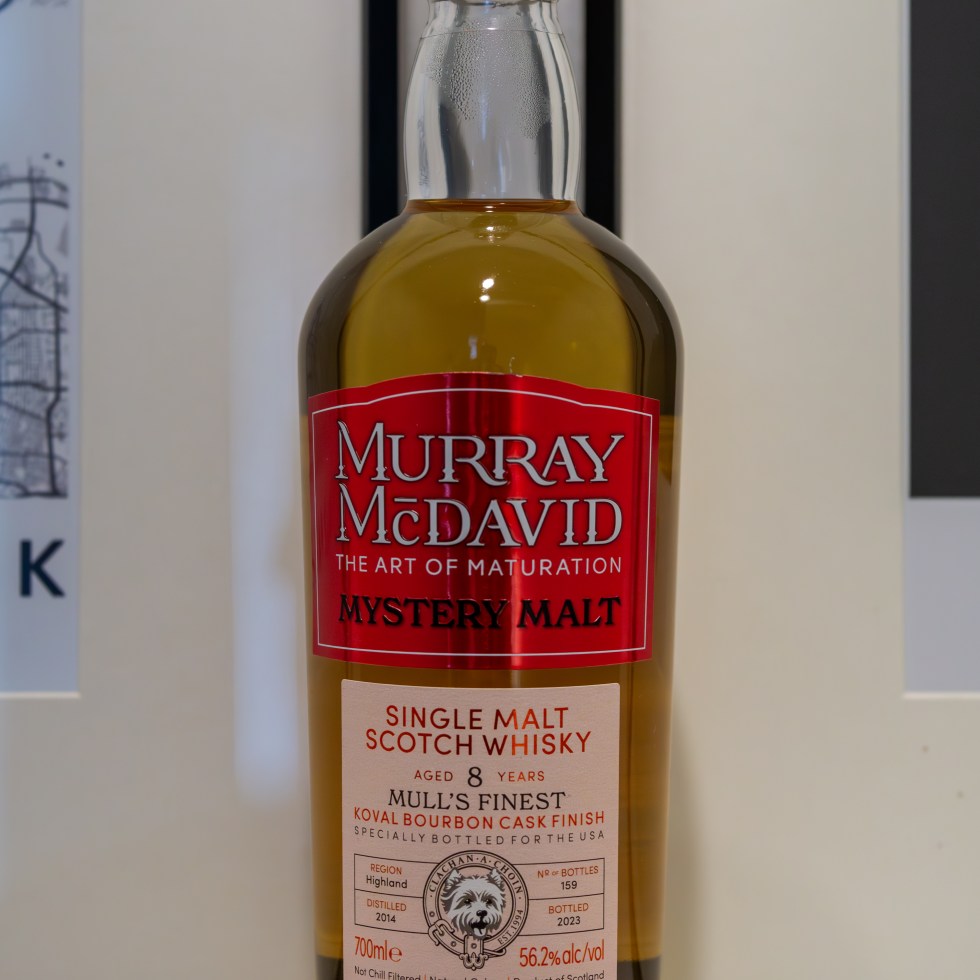 K
MURRAY
McDAVID
THE ART OF MATURATION
MYSTERY MALT
SINGLE MALT
SCOTCH WHISKY
AGED 8 YEARS
MULL'S FINEST
KOVAL BOURBON CASK FINISH
SPECIALLY BOTTLED FOR THE USA
REGION
Highland
DISTILLED
2014
CLACHAN·A·CHOIN
EST. 1994
Nº OF BOTTLES
159
BOTTLED
2023
700ml℮ 56.2% alc/vol
Not Chill Filtered | Product of Scotland